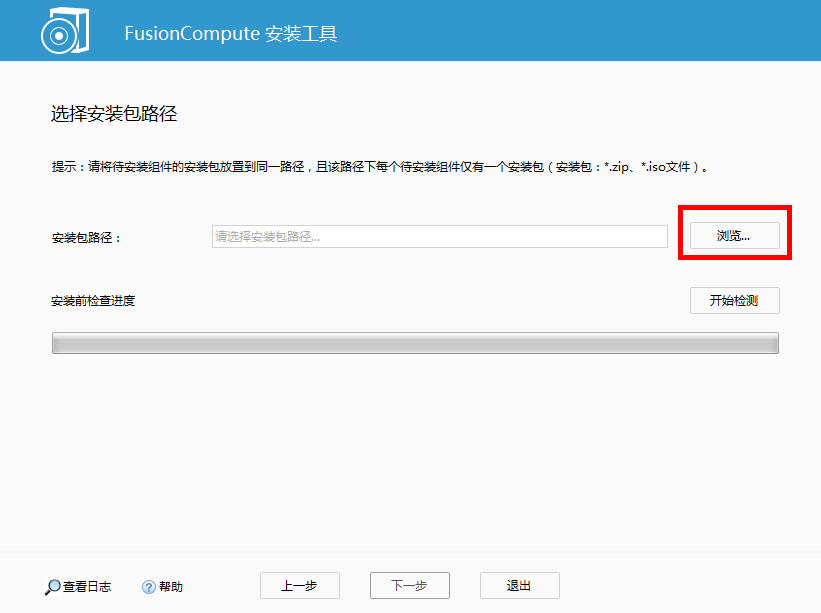 FusionCompute 安装工具
选择安装包路径
提示：请将待安装组件的安装包放置到同一路径，且该路径下每个待安装组件仅有一个安装包（安装包：*.zip、*.iso文件）。
安装包路径：
请选择安装包路径...
浏览...
安装前检查进度
开始检测
查看日志
帮助
上一步
下一步
退出